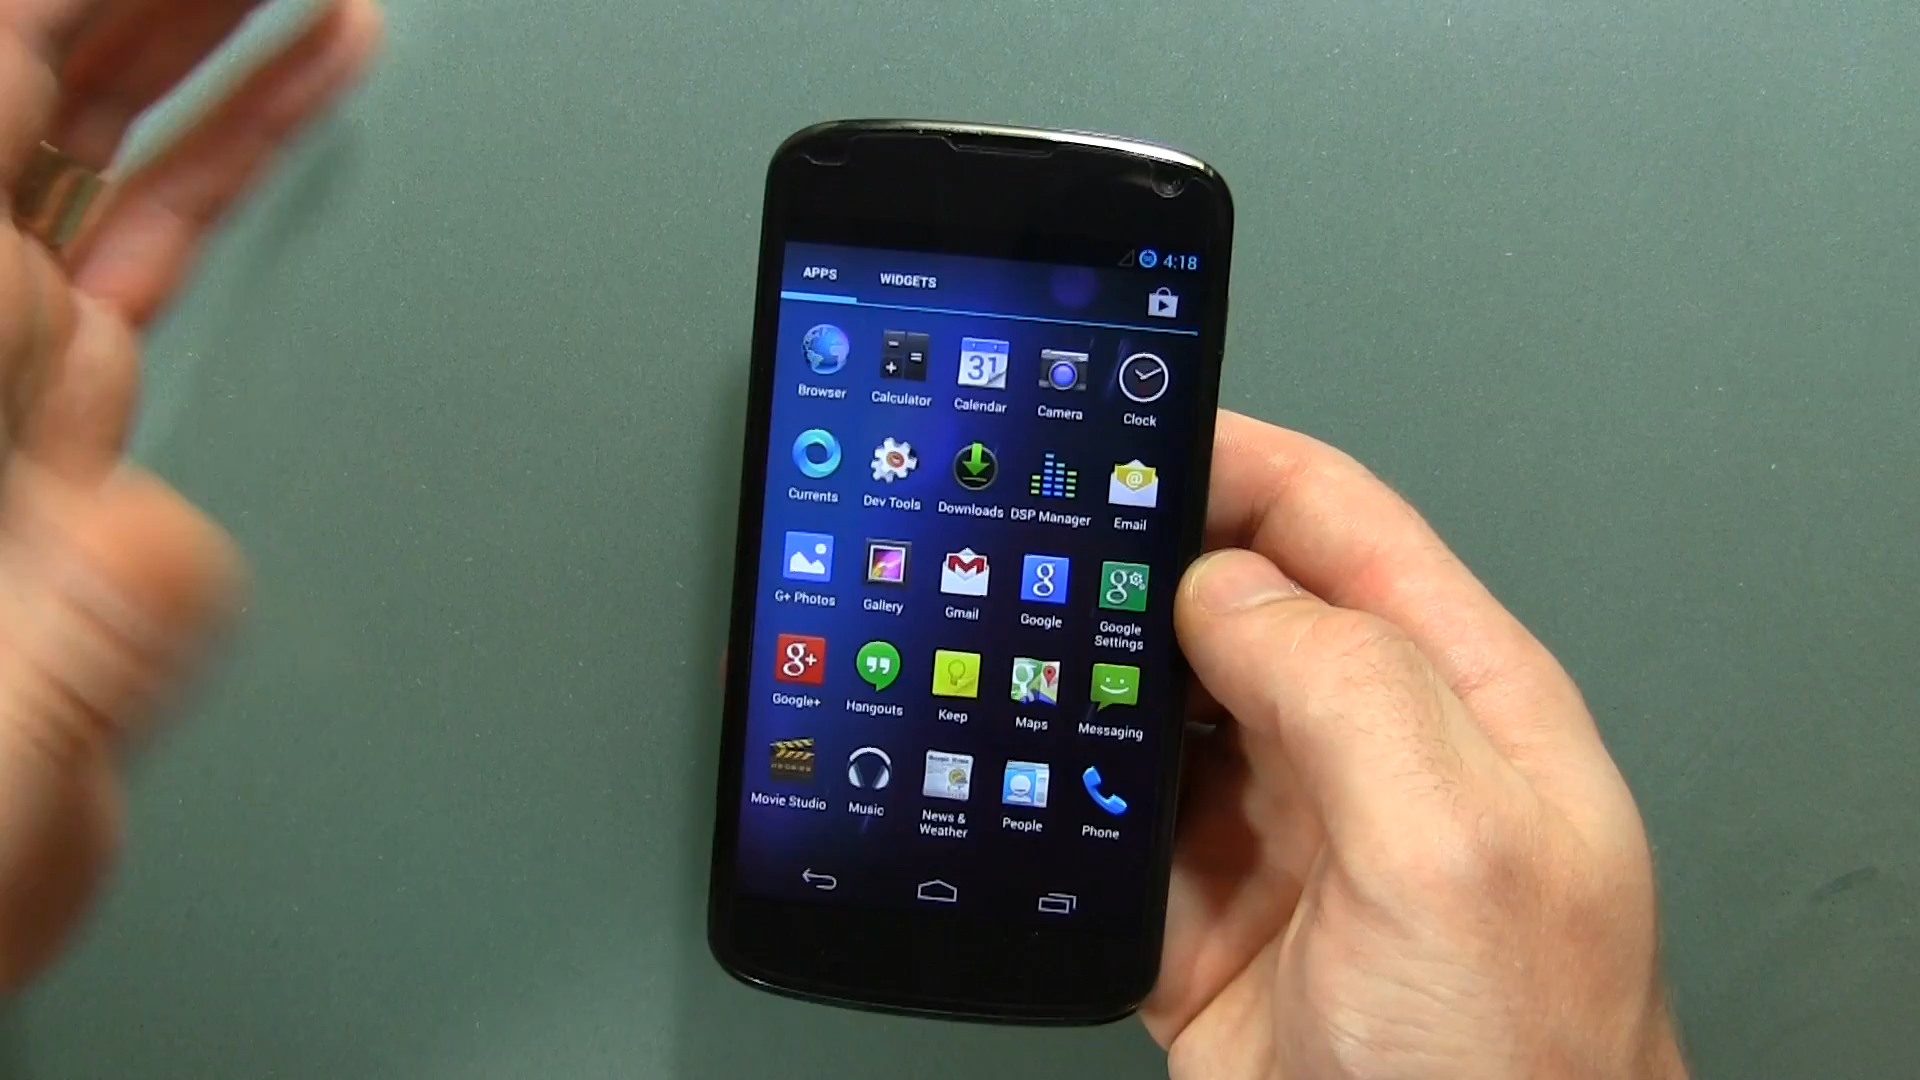 4:18
APPS WIDGETS
31
Browser Calculator Calendar Camera Clock
@
Currents Dev Tools Downloads DSP Manager Email
g g
G+ Photos Gallery Gmail Google Google
Settings
g+
Google+ Hangouts Keep Maps Messaging
Movie Studio Music News & People Phone
Weather